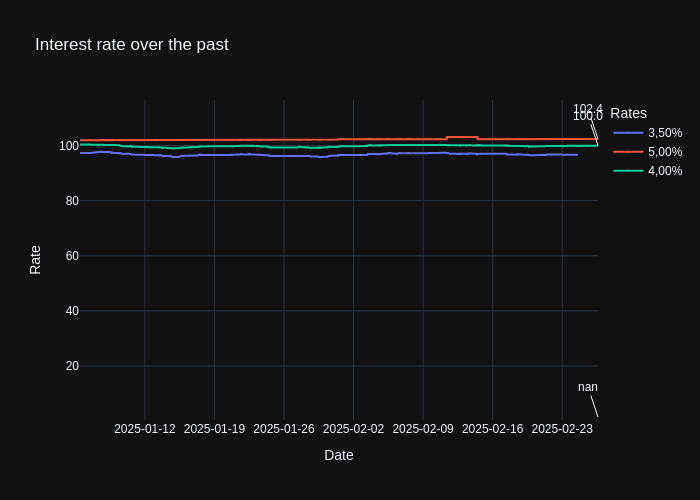 Interest rate over the past
102.4
100.0
Rates
3,50%
5,00%
4,00%
100
80
60
40
20
Rate
nan
2025-01-12 2025-01-19 2025-01-26 2025-02-02 2025-02-09 2025-02-16 2025-02-23
Date